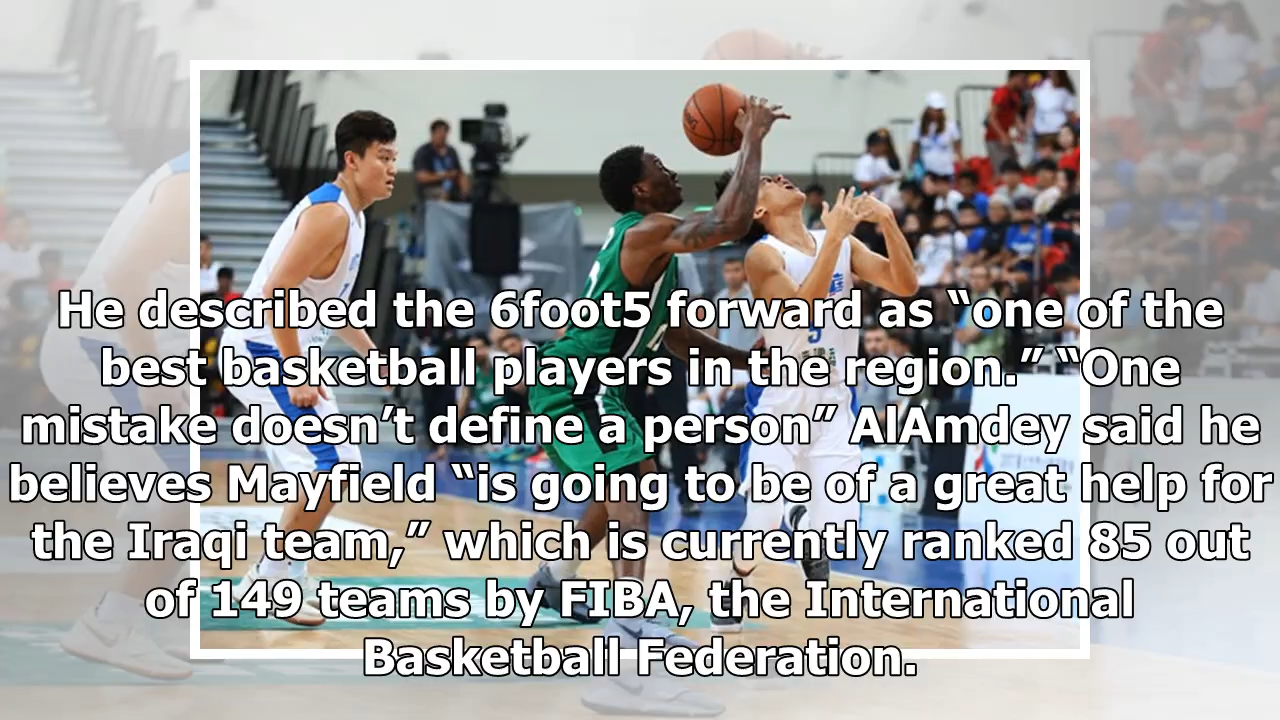 He described the 6foot5 forward as “one of the
best basketball players in the region.” “One
mistake doesn’t define a person” AlAmdey said he
believes Mayfield “is going to be of a great help for
the Iraqi team,” which is currently ranked 85 out
of 149 teams by FIBA, the International
Basketball Federation.